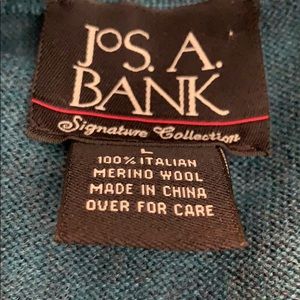 JOS. A.
BANK
Signature Collection
L
100% ITALIAN
MERINO WOOL
MADE IN CHINA
OVER FOR CARE